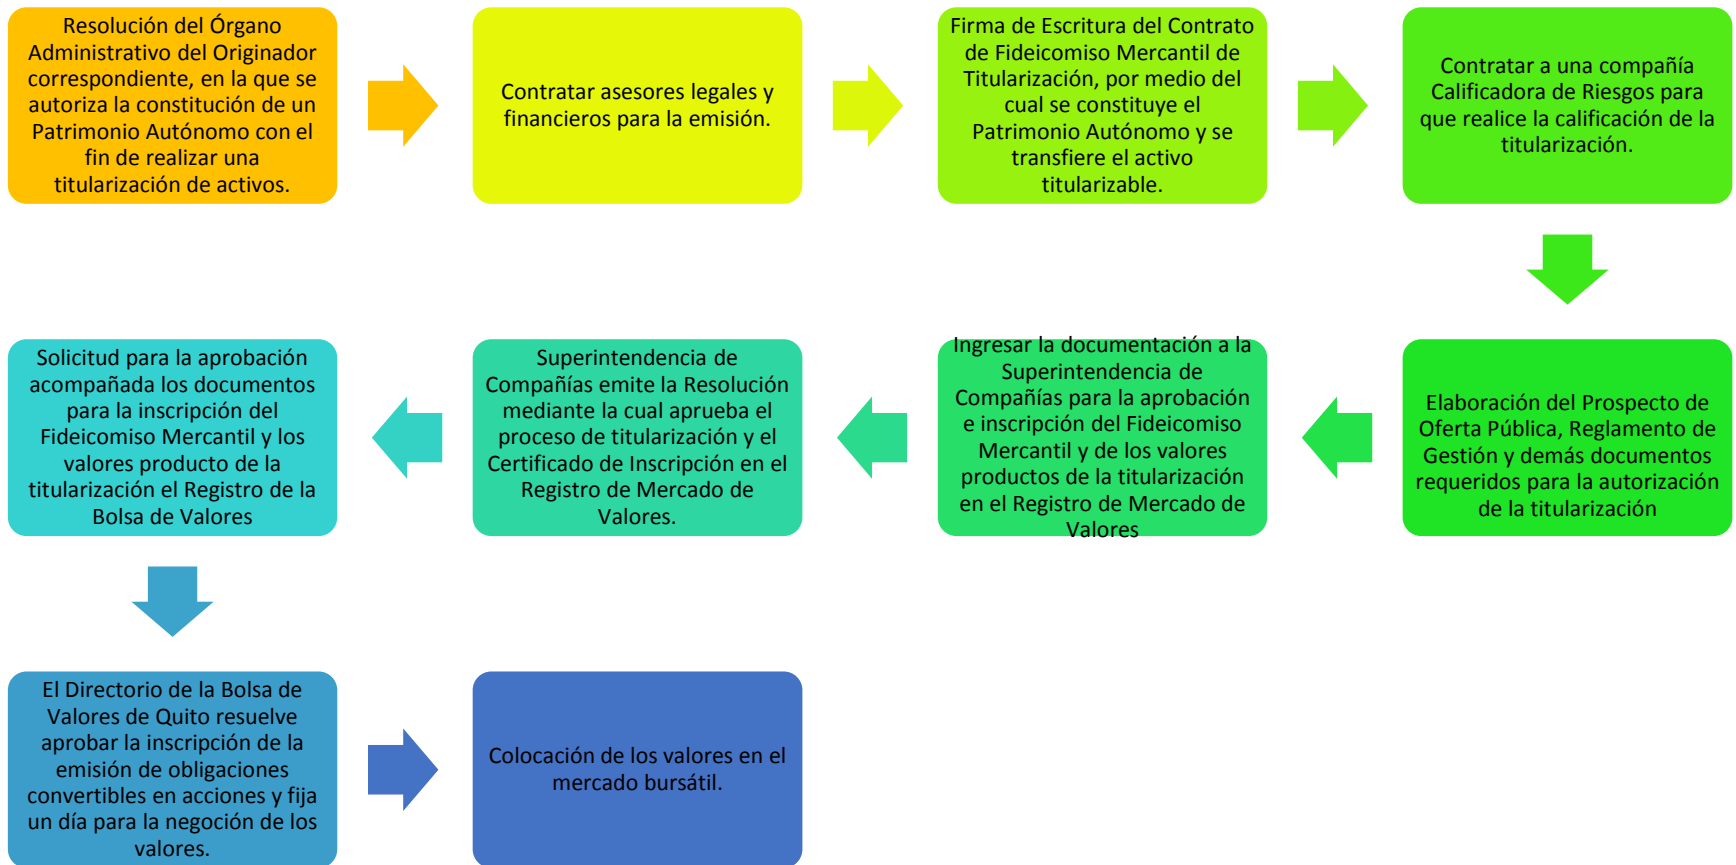 Resolución del Órgano
Administrativo del Originador
correspondiente, en la que se
autoriza la constitución de un
Patrimonio Autónomo con el
fin de realizar una
titularización de activos.
Contratar asesores legales y
financieros para la emisión.
Firma de Escritura del Contrato
de Fideicomiso Mercantil de
Titularización, por medio del
cual se constituye el
Patrimonio Autónomo y se
transfiere el activo
titularizable.
Contratar a una compañía
Calificadora de Riesgos para
que realice la calificación de la
titularización.
Elaboración del Prospecto de
Oferta Pública, Reglamento de
Gestión y demás documentos
requeridos para la autorización
de la titularización
Ingresar la documentación a la
Superintendencia de
Compañías para la aprobación
e inscripción del Fideicomiso
Mercantil y de los valores
productos de la titularización
en el Registro de Mercado de
Valores
Superintendencia de
Compañías emite la Resolución
mediante la cual aprueba el
proceso de titularización y el
Certificado de Inscripción en el
Registro de Mercado de
Valores.
Solicitud para la aprobación
acompañada los documentos
para la inscripción del
Fideicomiso Mercantil y los
valores producto de la
titularización el Registro de la
Bolsa de Valores
El Directorio de la Bolsa de
Valores de Quito resuelve
aprobar la inscripción de la
emisión de obligaciones
convertibles en acciones y fija
un día para la negoción de los
valores.
Colocación de los valores en el
mercado bursátil.